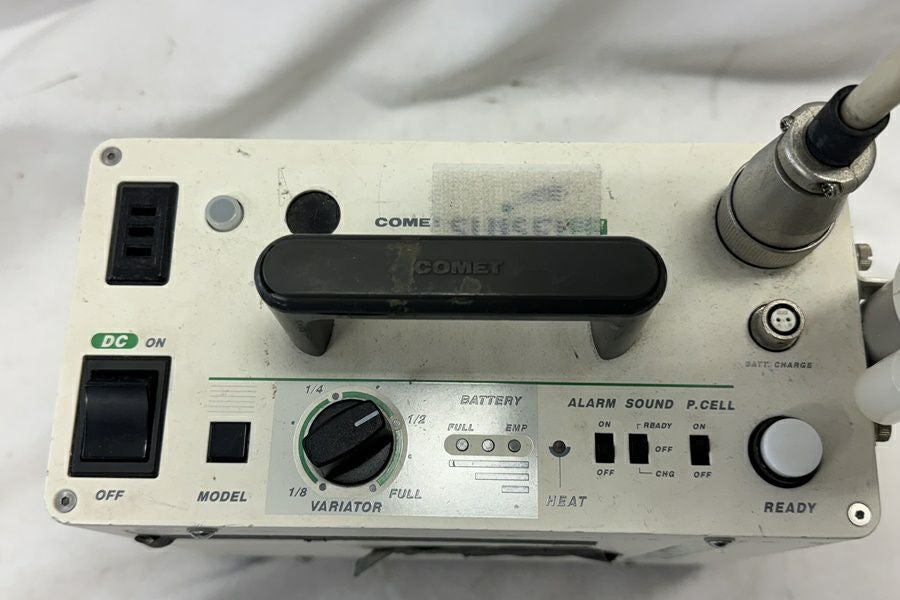 COME
COMET
DC ON
OFF
MODEL
1/4
1/2
1/8
FULL
VARIATOR
BATTERY
FULL EMP
HEAT
ALARM SOUND P.CELL
ON READY ON
OFF
OFF CHG OFF
BATT. CHARGE
READY